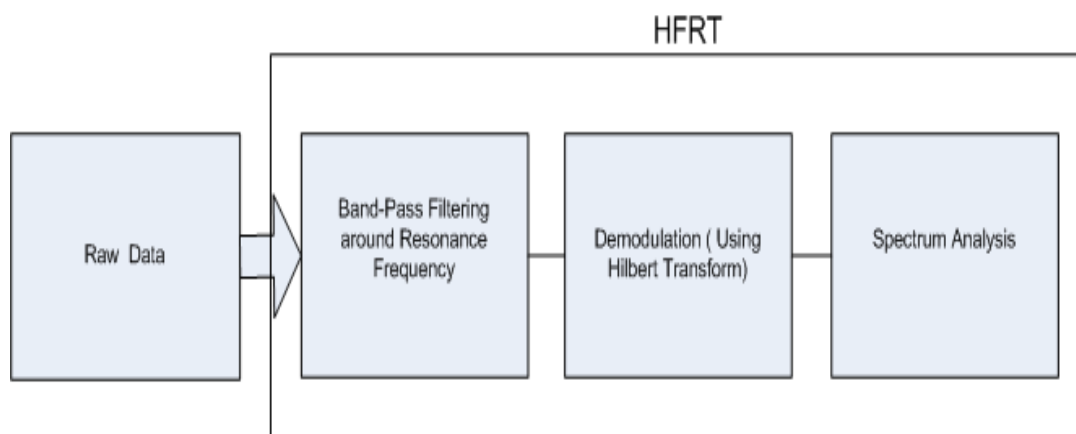 HFRT
Raw Data
Band-Pass Filtering
around Resonance
Frequency
Demodulation ( Using
Hilbert Transform)
Spectrum Analysis